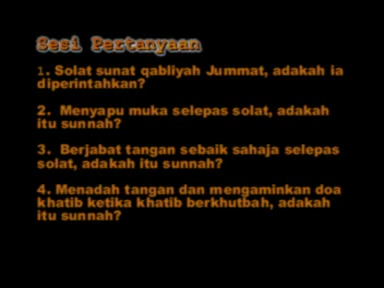 Sesi Pertanyaan
1. Solat sunat qabliyah Jummat, adakah ia
diperintahkan?
2. Menyapu muka selepas solat, adakah
itu sunnah?
3. Berjabat tangan sebaik sahaja selepas
solat, adakah itu sunnah?
4. Menadah tangan dan mengaminkan doa
khatib ketika khatib berkhutbah, adakah
itu sunnah?